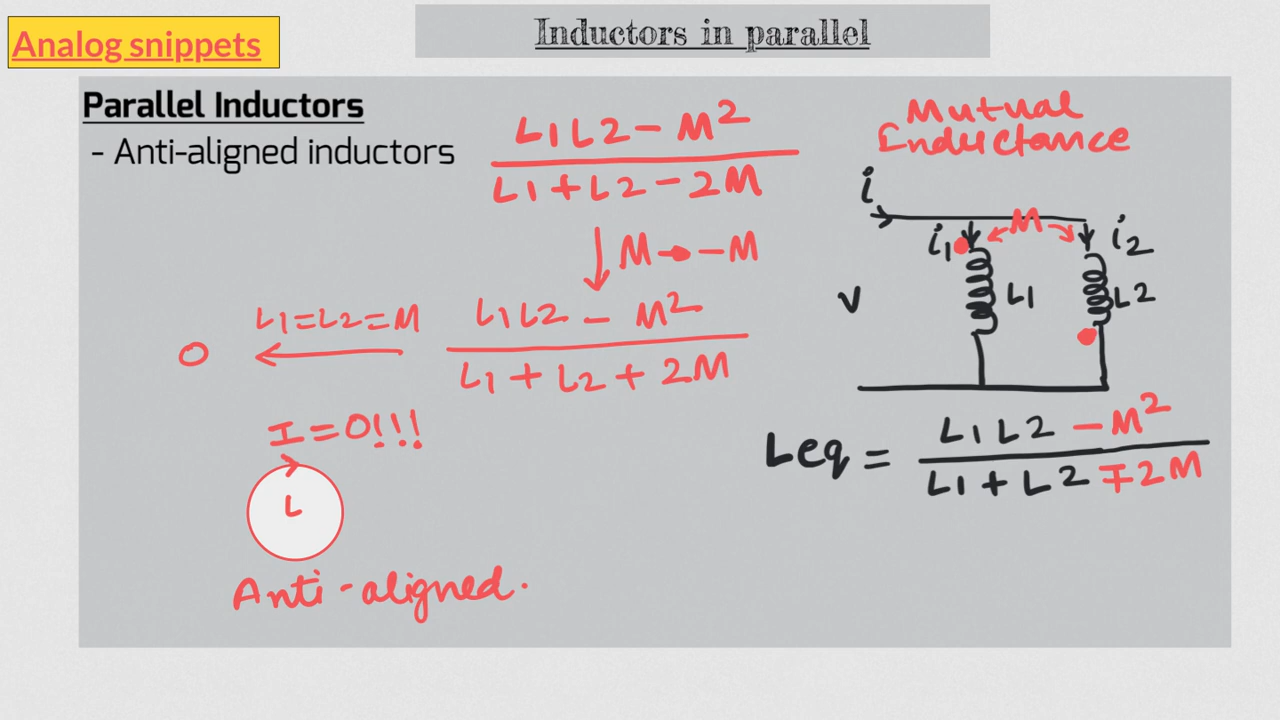 Analog snippets
Inductors in parallel
Parallel Inductors
- Anti-aligned inductors
L1L2 - M²
L1 + L2 - 2M
M → -M
L1L2 - M²
L1 + L2 + 2M
L1=L2=M
O
I = 0!!!
L
Anti-aligned.
Mutual
Inductance
i
M
i1
i2
V
L1
L2
Leq =
L1L2 - M²
L1 + L2 ∓ 2M